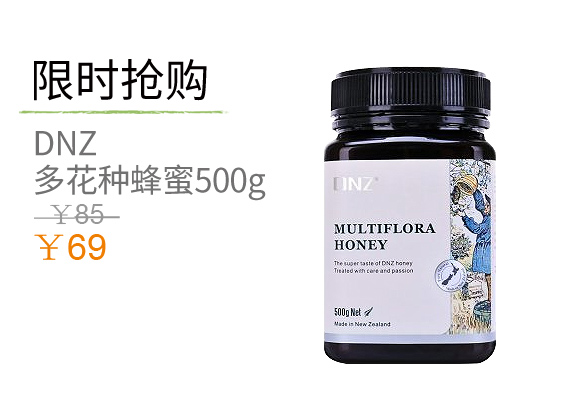 限时抢购
DNZ
多花种蜂蜜500g
￥85
￥69
DNZ
MULTIFLORA
HONEY
The super taste of DNZ honey
Treated with care and passion
500g Net
Made in New Zealand